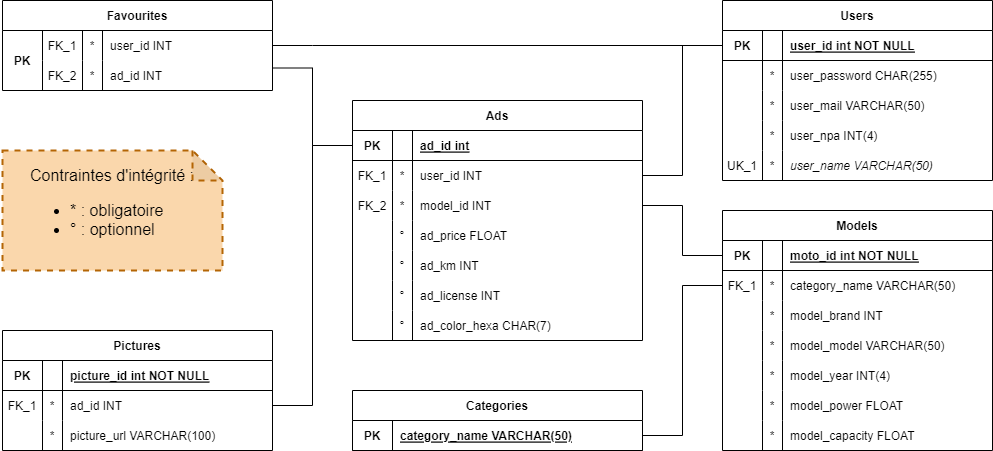 Favourites
PK
FK_1 * user_id INT
FK_2 * ad_id INT
Users
PK user_id int NOT NULL
* user_password CHAR(255)
* user_mail VARCHAR(50)
* user_npa INT(4)
UK_1 * user_name VARCHAR(50)
Ads
PK ad_id int
FK_1 * user_id INT
FK_2 * model_id INT
° ad_price FLOAT
° ad_km INT
° ad_license INT
° ad_color_hexa CHAR(7)
Contraintes d'intégrité :
• * : obligatoire
• ° : optionnel
Models
PK moto_id int NOT NULL
FK_1 * category_name VARCHAR(50)
* model_brand INT
* model_model VARCHAR(50)
* model_year INT(4)
* model_power FLOAT
* model_capacity FLOAT
Pictures
PK picture_id int NOT NULL
FK_1 * ad_id INT
* picture_url VARCHAR(100)
Categories
PK category_name VARCHAR(50)